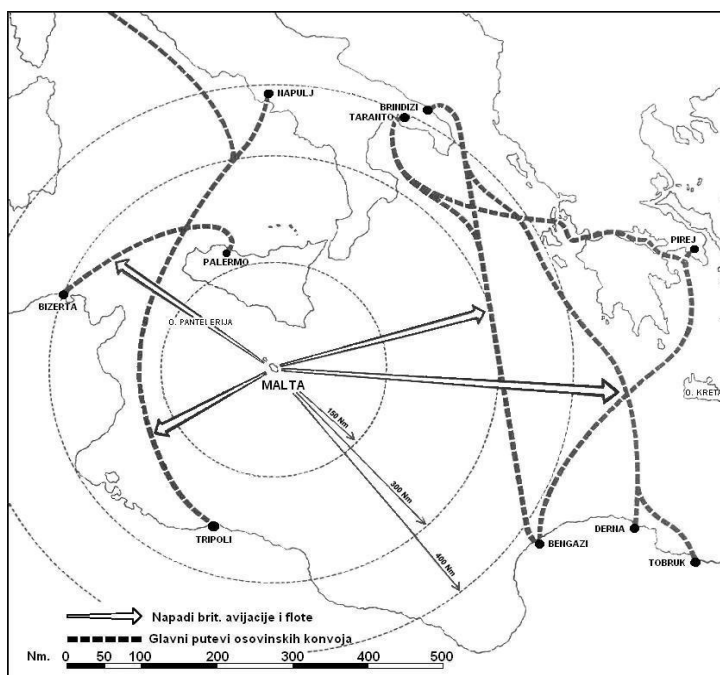 NAPULJ
BRINDIZI
TARANTO
PIREJ
PALERMO
BIZERTA
O. PANTELERIJA
MALTA
O. KRETA
150 Nm
300 Nm
400 Nm
TRIPOLI
BENGAZI
DERNA
TOBRUK
Napadi brit. avijacije i flote
Glavni putevi osovinskih konvoja
Nm. 0 100 200 300 400 500